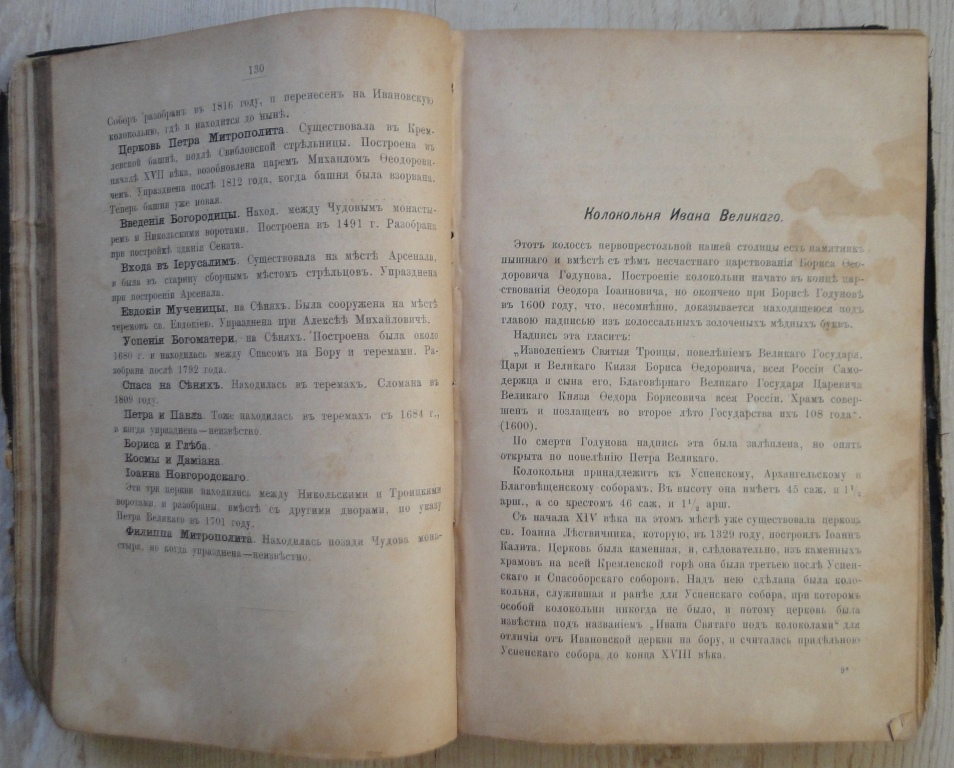 130
Соборъ разобранъ въ 1816 году, и перенесенъ на Ивановскую
колокольню, гдѣ и находится до нынѣ.
Церковь Петра Митрополита. Существовала въ Крем-
левской башнѣ, подлѣ Свибловской стрѣльницы. Построена въ
началѣ XVII вѣка, возобновлена царемъ Михаиломъ Ѳеодорови-
чемъ. Упразднена послѣ 1812 года, когда башня была взорвана.
Теперь башня уже новая.
Введенія Богородицы. Наход. между Чудовымъ монасты-
ремъ и Никольскими воротами. Построена въ 1491 г. Разобрана
при постройкѣ зданія Сената.
Входа въ Іерусалимъ. Существовала на мѣстѣ Арсенала,
и была въ старину сборнымъ мѣстомъ стрѣльцовъ. Упразднена
при построеніи Арсенала.
Евдокіи Мученицы, на Сѣняхъ. Была сооружена на мѣстѣ
теремовъ св. Евдокіею. Упразднена при Алексѣѣ Михайловичѣ.
Успенія Богоматери, на Сѣняхъ. Построена была около
1680 г. и находилась между Спасомъ на Бору и теремами. Ра-
зобрана послѣ 1792 года.
Спаса на Сѣняхъ. Находилась въ теремахъ. Сломана въ
1809 году.
Петра и Павла. Тоже находилась въ теремахъ съ 1684 г.,
а когда упразднена—неизвѣстно.
Бориса и Глѣба.
Космы и Даміана.
Іоанна Новгородскаго.
Эти три церкви находились между Никольскими и Троицкими
воротами, и разобраны, вмѣстѣ съ другими дворами, по указу
Петра Великаго въ 1701 году.
Филиппа Митрополита. Находилась позади Чудова мона-
стыря, но когда упразднена—неизвѣстно.
Колокольня Ивана Великаго.
Этотъ колоссъ первопрестольной нашей столицы есть памятникъ
пышнаго и вмѣстѣ съ тѣмъ несчастнаго царствованія Бориса Ѳео-
доровича Годунова. Построеніе колокольни начато въ концѣ цар-
ствованія Ѳеодора Іоанновича, но окончено при Борисѣ Годуновѣ
въ 1600 году, что, несомнѣнно, доказывается находящеюся подъ
главою надписью изъ колоссальныхъ золоченыхъ мѣдныхъ буквъ.
Надпись эта гласитъ:
„Изволеніемъ Святыя Троицы, повелѣніемъ Великаго Государя,
Царя и Великаго Князя Бориса Ѳедоровича, всея Россіи Само-
держца и сына его, Благовѣрнаго Великаго Государя Царевича
Великаго Князя Ѳедора Борисовича всея Россіи. Храмъ совер-
шенъ и позлащенъ во второе лѣто Государства ихъ 108 года“.
(1600).
По смерти Годунова надпись эта была залѣплена, но опять
открыта по повелѣнію Петра Великаго.
Колокольня принадлежитъ къ Успенскому, Архангельскому и
Благовѣщенскому соборамъ. Въ высоту она имѣетъ 45 саж. и 1½
арш., а со крестомъ 46 саж. и 1½ арш.
Съ начала XIV вѣка на этомъ мѣстѣ уже существовала церковь
св. Іоанна Лѣствичника, которую, въ 1329 году, построилъ Іоаннъ
Калита. Церковь была каменная, и, слѣдовательно, изъ каменныхъ
храмовъ на всей Кремлевской горѣ она была третьею послѣ Успен-
скаго и Спасоборскаго соборовъ. Надъ нею сдѣлана была коло-
кольня, служившая и ранѣе для Успенскаго собора, при которомъ
особой колокольни никогда не было, и потому церковь была
извѣстна подъ названіемъ „Ивана Святаго подъ колоколами“ для
отличія отъ Ивановской церкви на бору, и считалась придѣльною
Успенскаго собора, до конца XVIII вѣка.
9*